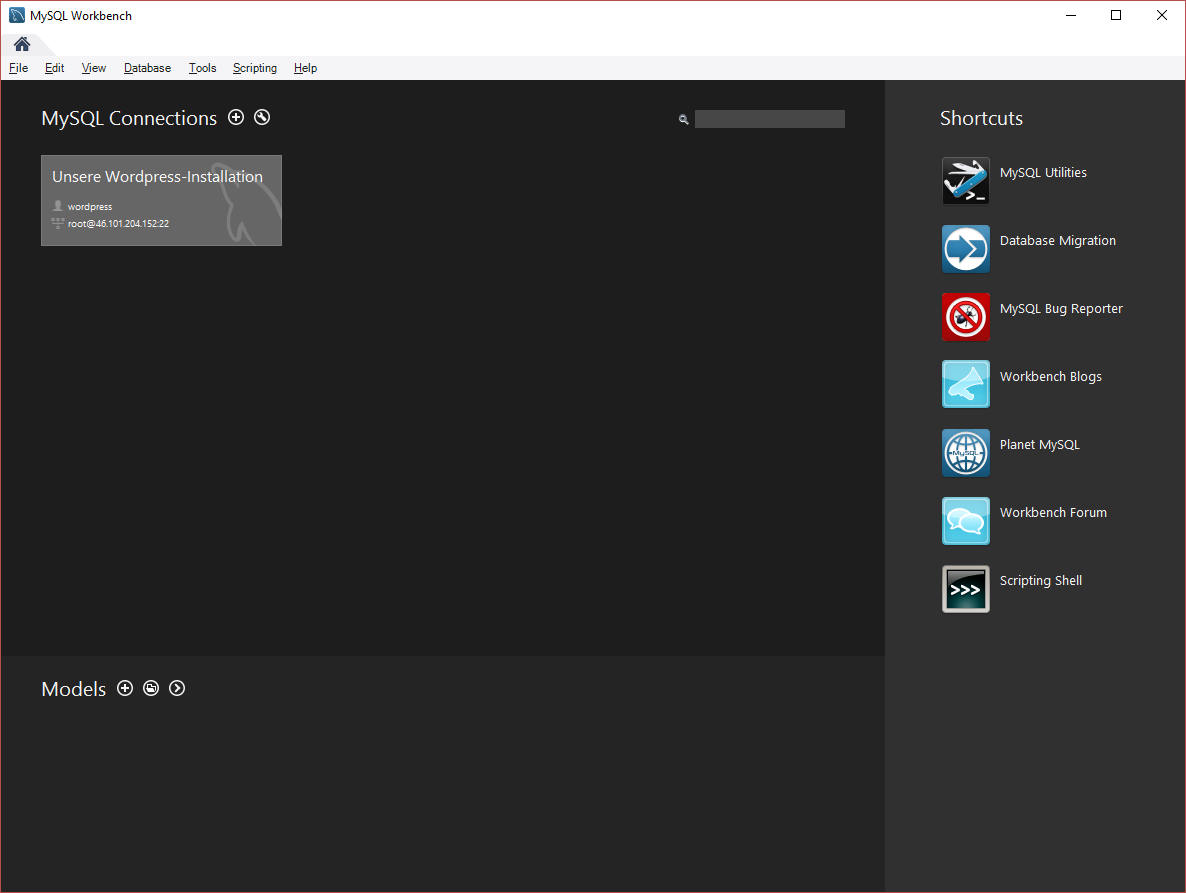 MySQL Workbench
File Edit View Database Tools Scripting Help
MySQL Connections
Unsere Wordpress-Installation
wordpress
root@46.101.204.152:22
Shortcuts
MySQL Utilities
Database Migration
MySQL Bug Reporter
Workbench Blogs
MySQL
Planet MySQL
Workbench Forum
>>>
Scripting Shell
Models